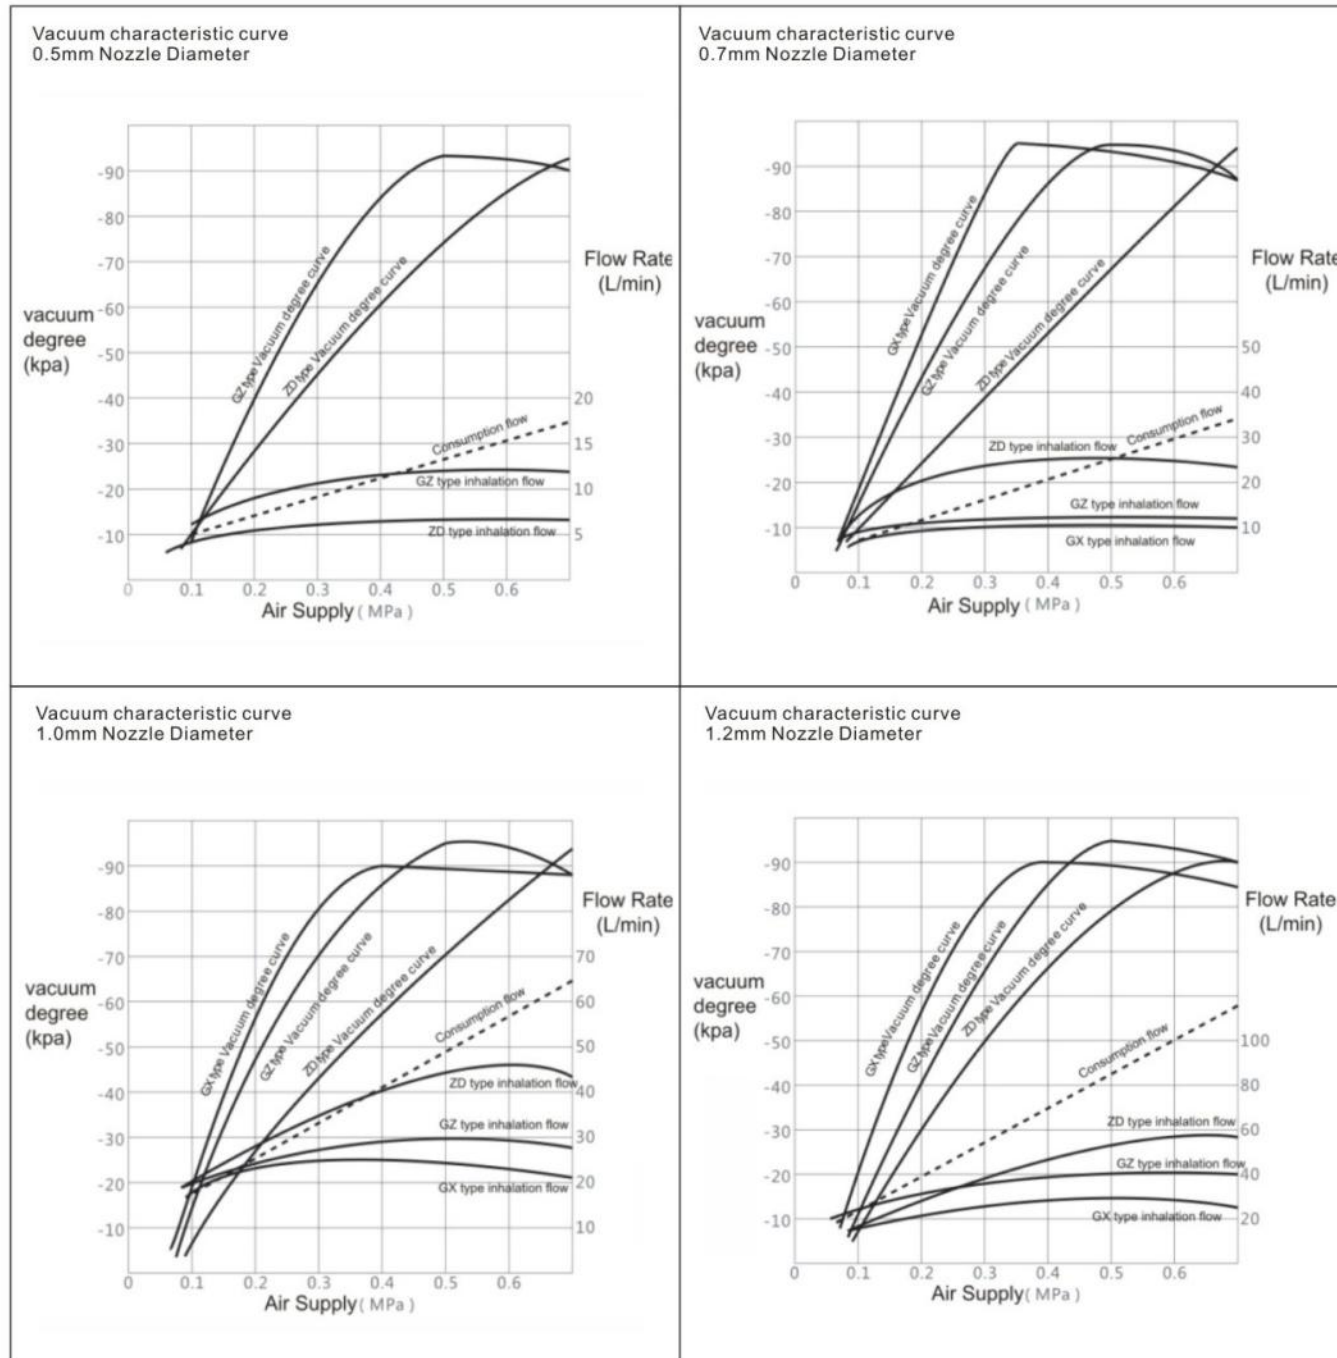 Vacuum characteristic curve
0.5mm Nozzle Diameter
-90
-80
-70
-60
-50
-40
-30
-20
-10
vacuum
degree
(kpa)
Flow Rate
(L/min)
20
15
10
5
GZ type Vacuum degree curve
ZD type Vacuum degree curve
Consumption flow
GZ type inhalation flow
ZD type inhalation flow
0 0.1 0.2 0.3 0.4 0.5 0.6
Air Supply ( MPa )
Vacuum characteristic curve
0.7mm Nozzle Diameter
-90
-80
-70
-60
-50
-40
-30
-20
-10
vacuum
degree
(kpa)
Flow Rate
(L/min)
50
40
30
20
10
GX type Vacuum degree curve
GZ type Vacuum degree curve
ZD type Vacuum degree curve
Consumption flow
ZD type inhalation flow
GZ type inhalation flow
GX type inhalation flow
0 0.1 0.2 0.3 0.4 0.5 0.6
Air Supply ( MPa )
Vacuum characteristic curve
1.0mm Nozzle Diameter
-90
-80
-70
-60
-50
-40
-30
-20
-10
vacuum
degree
(kpa)
Flow Rate
(L/min)
70
60
50
40
30
20
10
GX type Vacuum degree curve
GZ type Vacuum degree curve
ZD type Vacuum degree curve
Consumption flow
ZD type inhalation flow
GZ type inhalation flow
GX type inhalation flow
0 0.1 0.2 0.3 0.4 0.5 0.6
Air Supply ( MPa )
Vacuum characteristic curve
1.2mm Nozzle Diameter
-90
-80
-70
-60
-50
-40
-30
-20
-10
vacuum
degree
(kpa)
Flow Rate
(L/min)
100
80
60
40
20
GX type Vacuum degree curve
GZ type Vacuum degree curve
ZD type Vacuum degree curve
Consumption flow
ZD type inhalation flow
GZ type inhalation flow
GX type inhalation flow
0 0.1 0.2 0.3 0.4 0.5 0.6
Air Supply ( MPa )